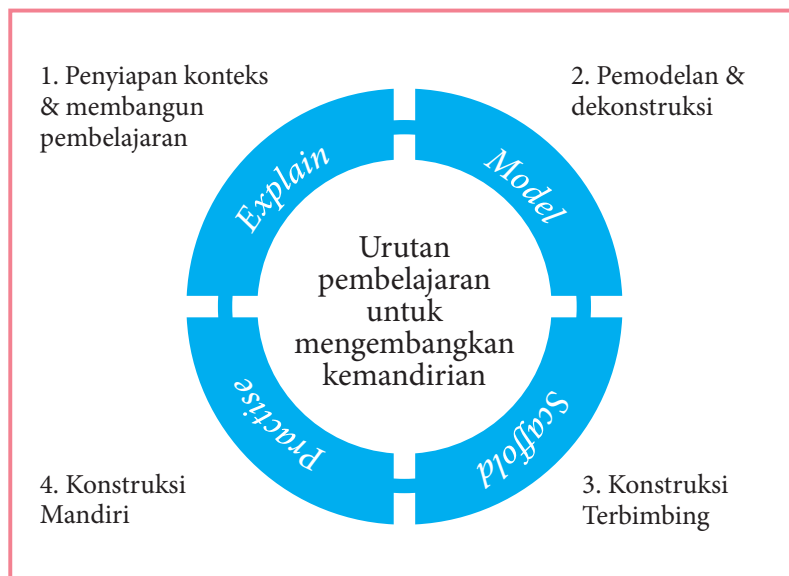 1. Penyiapan konteks
& membangun
pembelajaran
2. Pemodelan &
dekonstruksi
Explain
Model
Urutan
pembelajaran
untuk
mengembangkan
kemandirian
Practise
Scaffold
4. Konstruksi
Mandiri
3. Konstruksi
Terbimbing